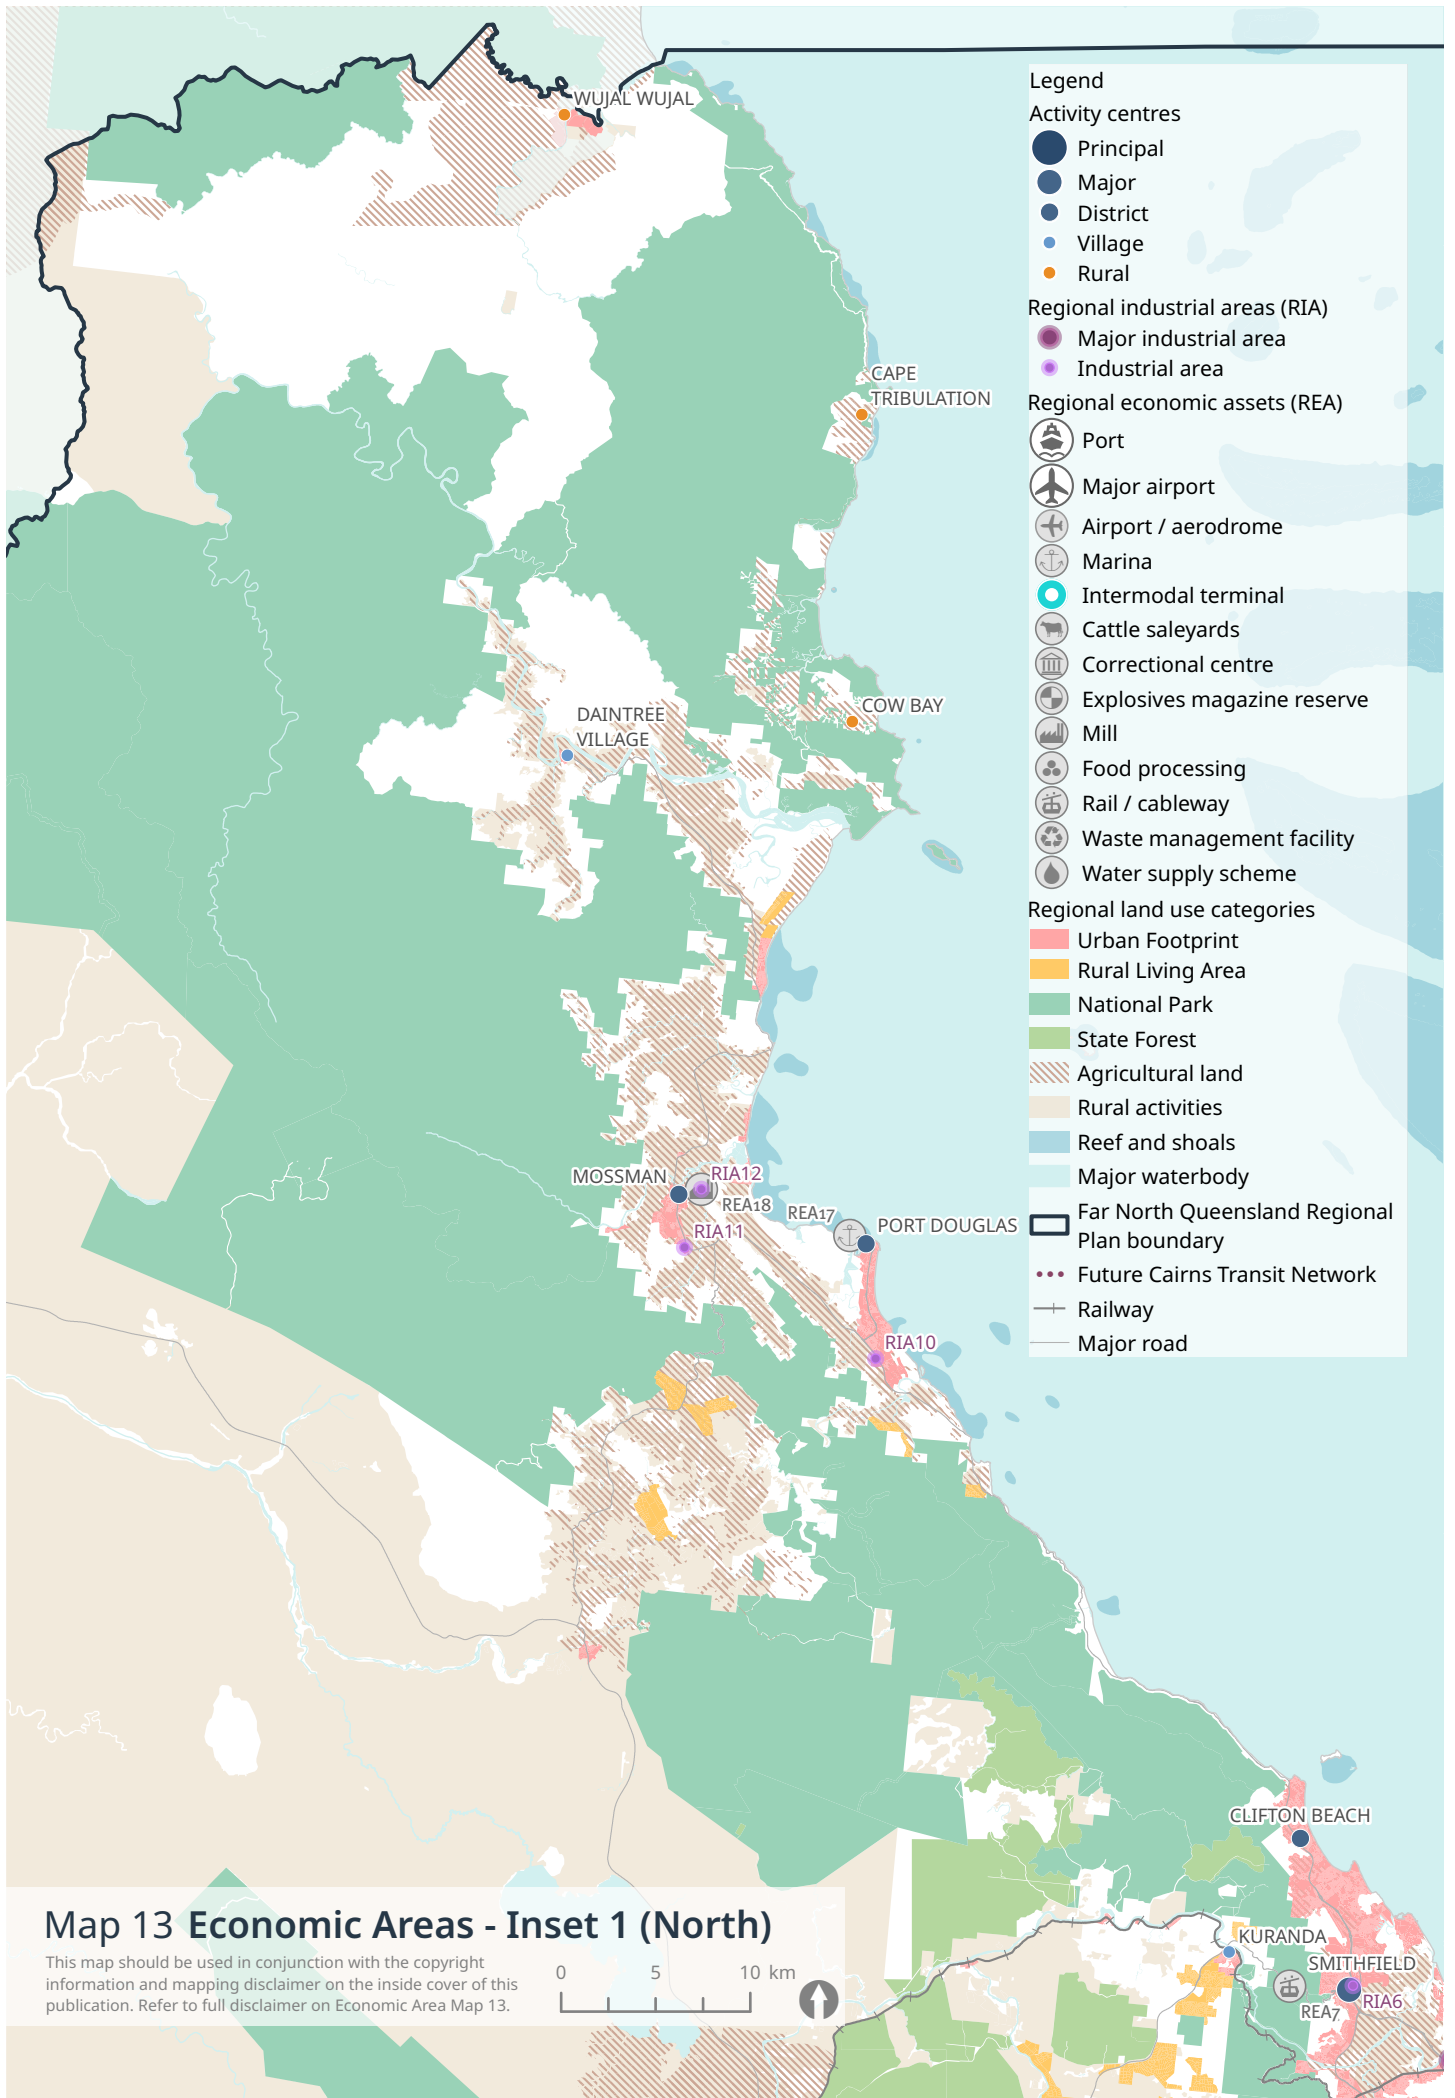 WUJAL WUJAL
CAPE
TRIBULATION
COW BAY
DAINTREE
VILLAGE
MOSSMAN
RIA12
REA18
RIA11
REA17
PORT DOUGLAS
RIA10
CLIFTON BEACH
KURANDA
SMITHFIELD
RIA6
REA7
Legend
Activity centres
Principal
Major
District
Village
Rural
Regional industrial areas (RIA)
Major industrial area
Industrial area
Regional economic assets (REA)
Port
Major airport
Airport / aerodrome
Marina
Intermodal terminal
Cattle saleyards
Correctional centre
Explosives magazine reserve
Mill
Food processing
Rail / cableway
Waste management facility
Water supply scheme
Regional land use categories
Urban Footprint
Rural Living Area
National Park
State Forest
Agricultural land
Rural activities
Reef and shoals
Major waterbody
Far North Queensland Regional
Plan boundary
Future Cairns Transit Network
Railway
Major road
Map 13 Economic Areas - Inset 1 (North)
This map should be used in conjunction with the copyright
information and mapping disclaimer on the inside cover of this
publication. Refer to full disclaimer on Economic Area Map 13.
0 5 10 km